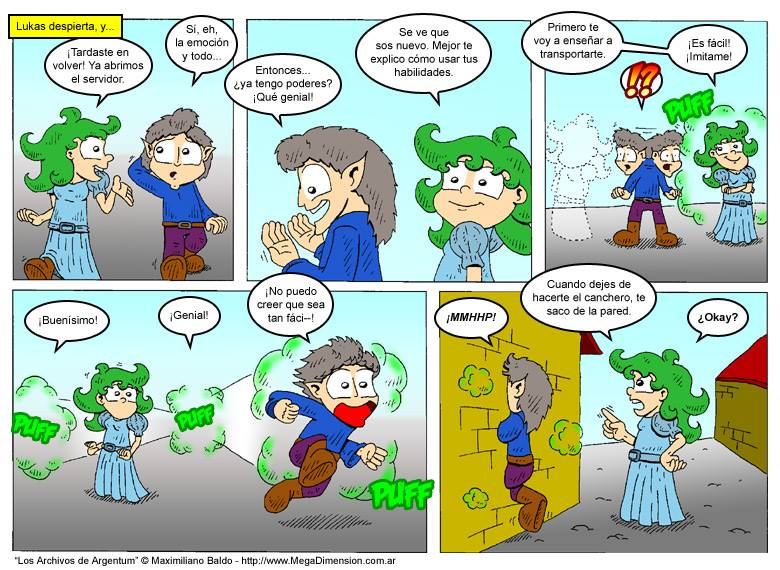 Lukas despierta, y...
¡Tardaste en
volver! Ya abrimos
el servidor.
Sí, eh,
la emoción
y todo...
Entonces...
¿ya tengo poderes?
¡Qué genial!
Se ve que
sos nuevo. Mejor te
explico cómo usar tus
habilidades.
Primero te
voy a enseñar a
transportarte.
¡Es fácil!
¡Imitame!
!?
PUFF
¡Buenísimo!
¡Genial!
¡No puedo
creer que sea
tan fáci--!
PUFF
PUFF
PUFF
¡MMHHP!
Cuando dejes de
hacerte el canchero, te
saco de la pared.
¿Okay?
"Los Archivos de Argentum" © Maximiliano Baldo - http://www.MegaDimension.com.ar